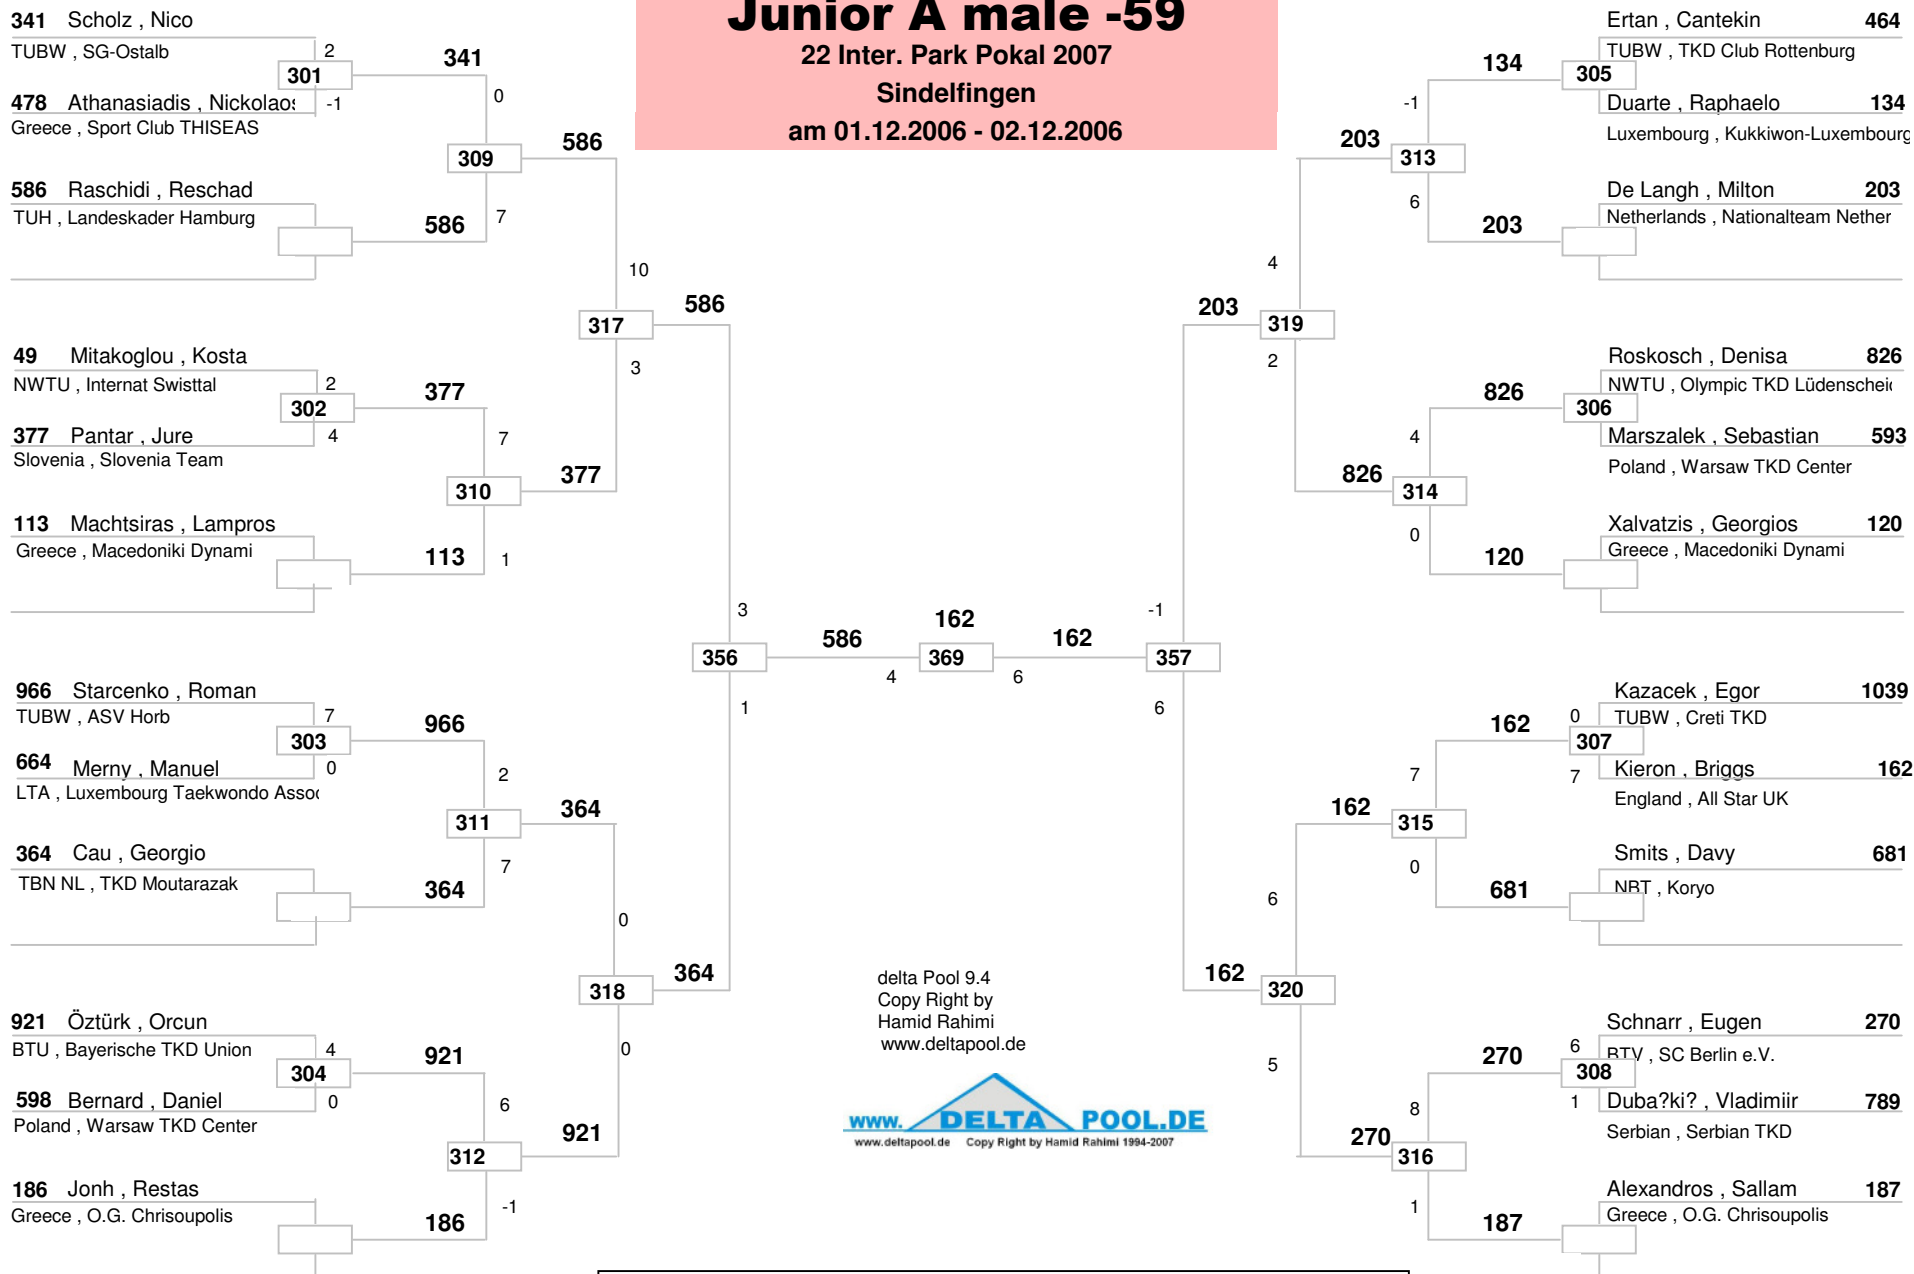 Junior A male -59
22 Inter. Park Pokal 2007
Sindelfingen
am 01.12.2006 - 02.12.2006
341 Scholz , Nico
TUBW , SG-Ostalb
2
301
341
478 Athanasiadis , Nickolaos
-1
Greece , Sport Club THISEAS
0
309
586
586 Raschidi , Reschad
TUH , Landeskader Hamburg
586
7
10
317
586
3
49 Mitakoglou , Kosta
NWTU , Internat Swisttal
2
302
377
377 Pantar , Jure
4
Slovenia , Slovenia Team
7
310
377
113 Machtsiras , Lampros
Greece , Macedoniki Dynami
113
1
3
356
586
1
966 Starcenko , Roman
TUBW , ASV Horb
7
303
966
664 Merny , Manuel
0
LTA , Luxembourg Taekwondo Assoc
2
311
364
364 Cau , Georgio
TBN NL , TKD Moutarazak
364
7
0
318
364
0
921 Öztürk , Orcun
BTU , Bayerische TKD Union
4
304
921
598 Bernard , Daniel
0
Poland , Warsaw TKD Center
6
312
921
186 Jonh , Restas
Greece , O.G. Chrisoupolis
186
-1
162
4
369
6
162
Ertan , Cantekin 464
TUBW , TKD Club Rottenburg
134
305
Duarte , Raphaelo 134
Luxembourg , Kukkiwon-Luxembourg
-1
203
313
6
De Langh , Milton 203
Netherlands , Nationalteam Nether
203
4
203
319
2
Roskosch , Denisa 826
NWTU , Olympic TKD Lüdenscheid
826
306
Marszalek , Sebastian 593
Poland , Warsaw TKD Center
4
826
314
0
Xalvatzis , Georgios 120
Greece , Macedoniki Dynami
120
-1
357
6
Kazacek , Egor 1039
0
TUBW , Creti TKD
162
307
7
Kieron , Briggs 162
England , All Star UK
7
162
315
0
Smits , Davy 681
NBT , Koryo
681
6
162
320
5
Schnarr , Eugen 270
6
BTV , SC Berlin e.V.
270
308
1
Duba?ki? , Vladimiir 789
Serbian , Serbian TKD
8
270
316
1
Alexandros , Sallam 187
Greece , O.G. Chrisoupolis
187
delta Pool 9.4
Copy Right by
Hamid Rahimi
www.deltapool.de
www. DELTA POOL.DE
www.deltapool.de Copy Right by Hamid Rahimi 1994-2007